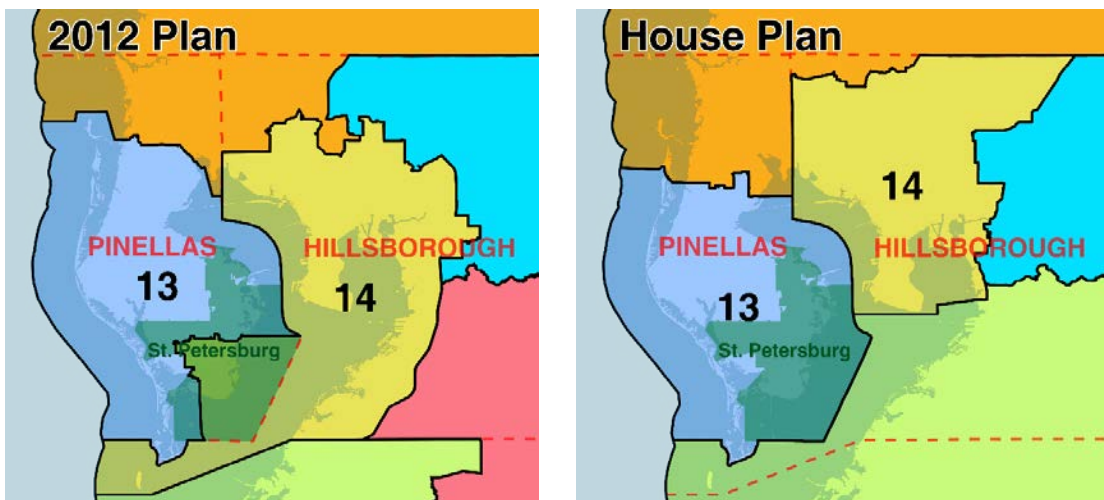 2012 Plan
PINELLAS
HILLSBOROUGH
13
14
St. Petersburg
House Plan
14
PINELLAS
HILLSBOROUGH
13
St. Petersburg